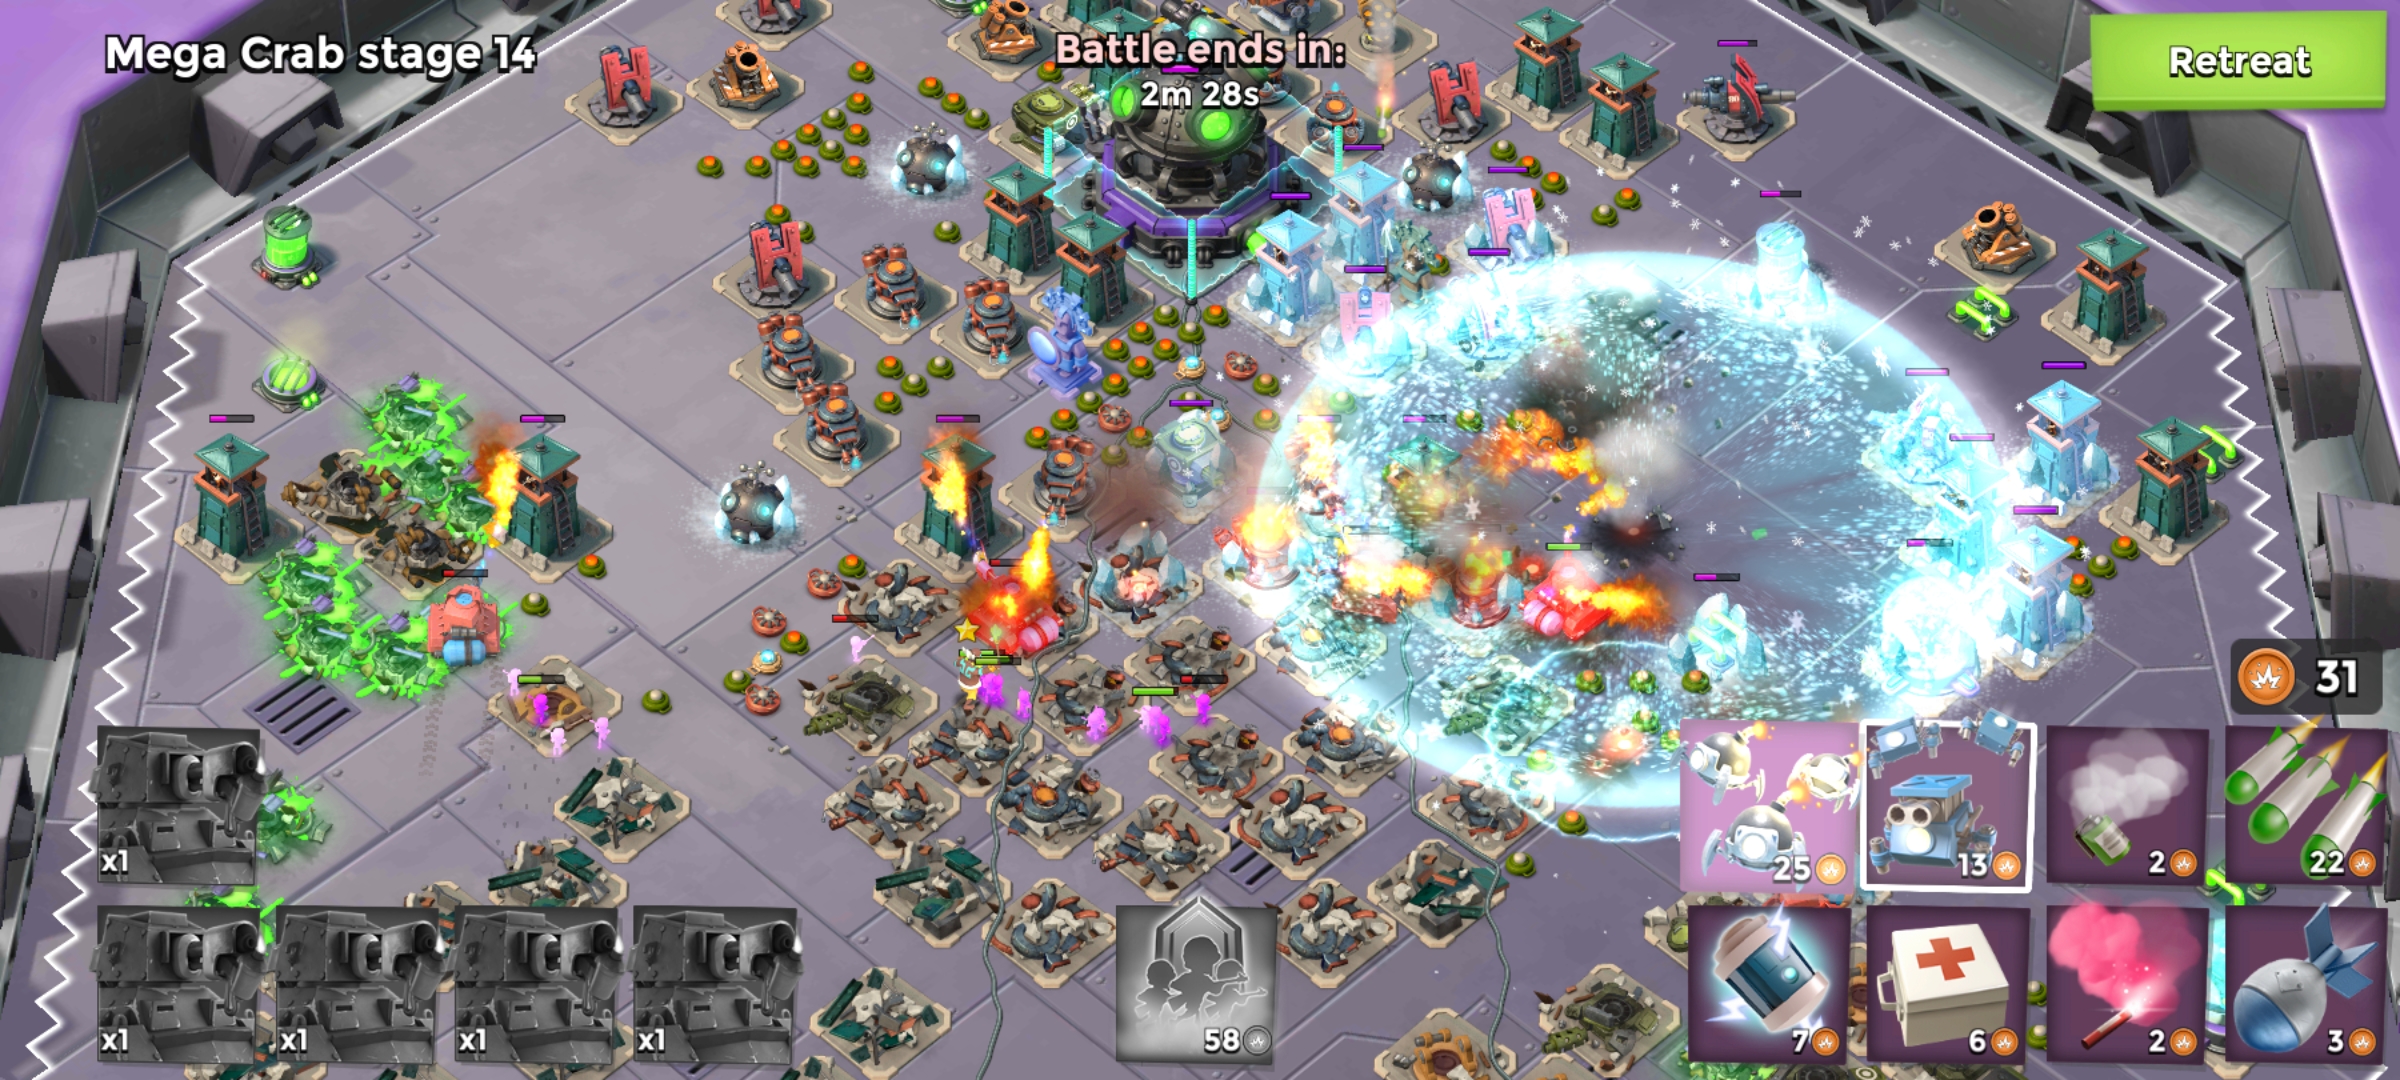 Mega Crab stage 14
Battle ends in:
2m 28s
Retreat
31
x1
25
13
2
22
x1
x1
x1
x1
58
7
6
2
3